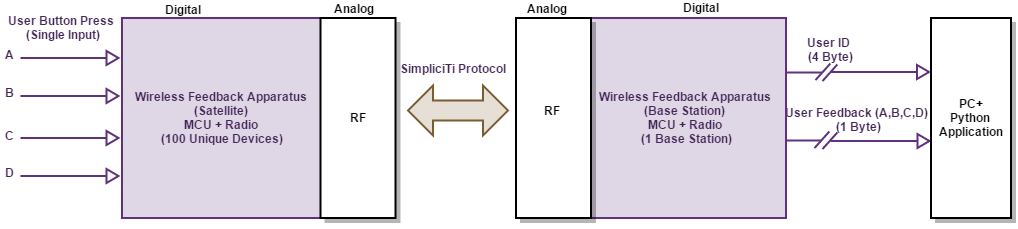 User Button Press
(Single Input)
A
B
C
D
Digital
Wireless Feedback Apparatus
(Satellite)
MCU + Radio
(100 Unique Devices)
Analog
RF
SimpliciTi Protocol
Analog
RF
Digital
Wireless Feedback Apparatus
(Base Station)
MCU + Radio
(1 Base Station)
User ID
(4 Byte)
User Feedback (A,B,C,D)
(1 Byte)
PC+
Python
Application